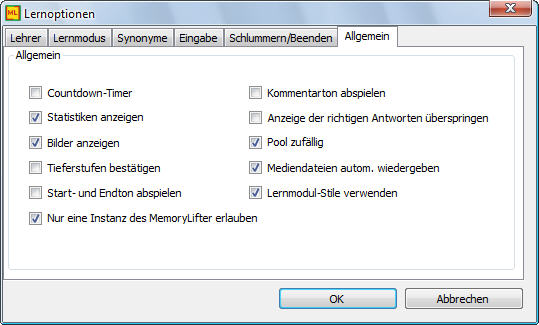 ML Lernoptionen
Lehrer Lernmodus Synonyme Eingabe Schlummern/Beenden Allgemein
Allgemein
Countdown-Timer
Statistiken anzeigen
Bilder anzeigen
Tieferstufen bestätigen
Start- und Endton abspielen
Nur eine Instanz des MemoryLifter erlauben
Kommentarton abspielen
Anzeige der richtigen Antworten überspringen
Pool zufällig
Mediendateien autom. wiedergeben
Lernmodul-Stile verwenden
OK Abbrechen